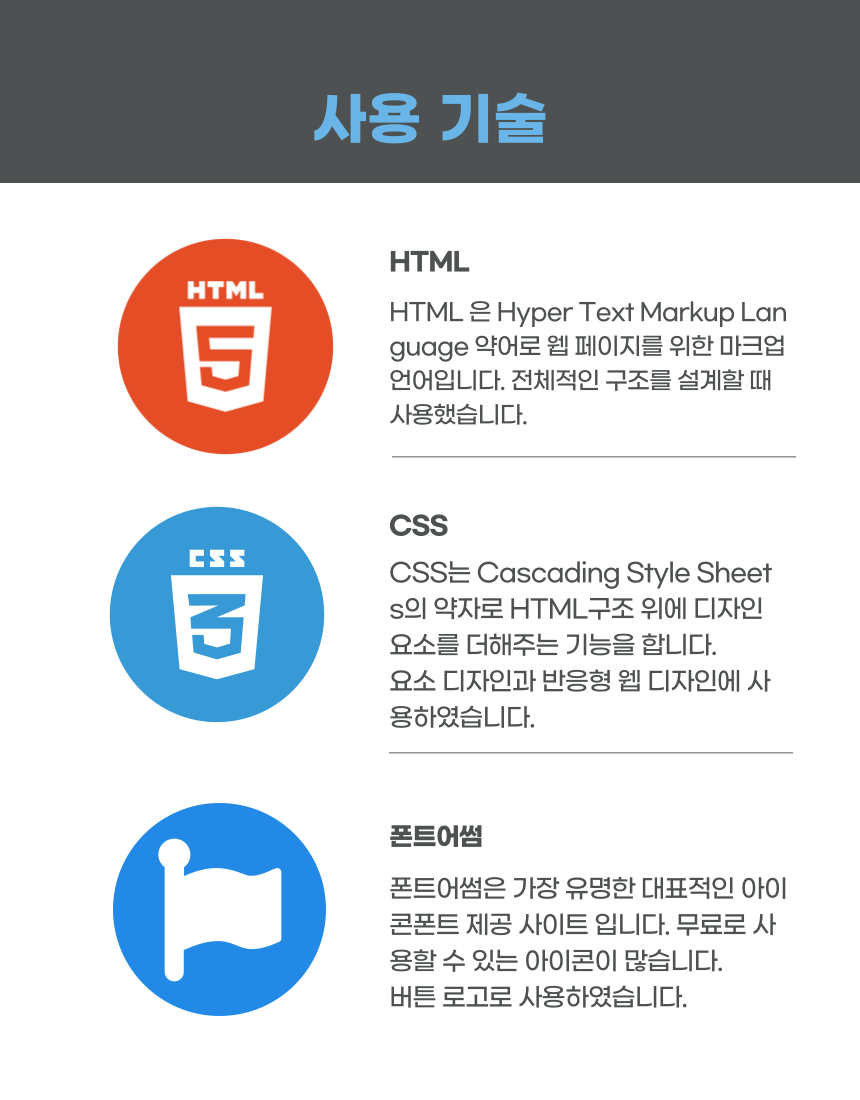 사용 기술
HTML
5
HTML
HTML 은 Hyper Text Markup Lan
guage 약어로 웹 페이지를 위한 마크업
언어입니다. 전체적인 구조를 설계할 때
사용했습니다.
CSS
3
CSS
CSS는 Cascading Style Sheet
s의 약자로 HTML구조 위에 디자인
요소를 더해주는 기능을 합니다.
요소 디자인과 반응형 웹 디자인에 사
용하였습니다.
폰트어썸
폰트어썸은 가장 유명한 대표적인 아이
콘폰트 제공 사이트 입니다. 무료로 사
용할 수 있는 아이콘이 많습니다.
버튼 로고로 사용하였습니다.